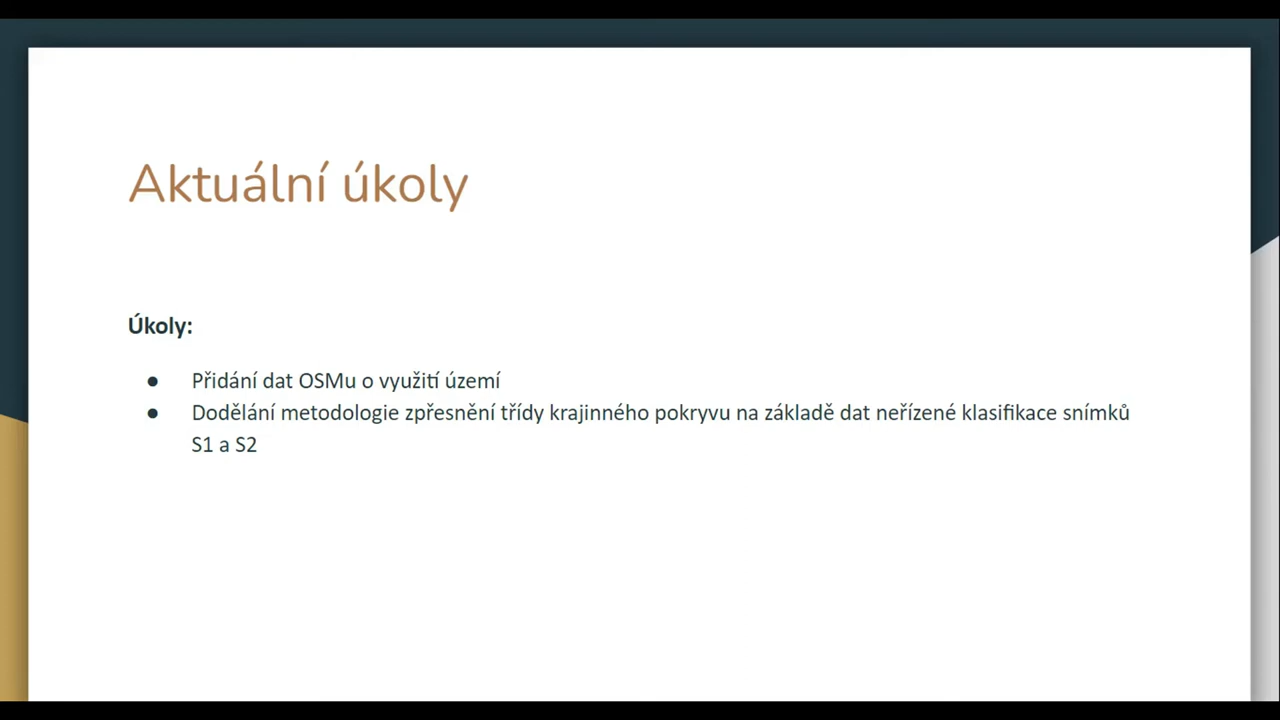 Aktuální úkoly
Úkoly:
● Přidání dat OSMu o využití území
● Dodělání metodologie zpřesnění třídy krajinného pokryvu na základě dat neřízené klasifikace snímků
S1 a S2